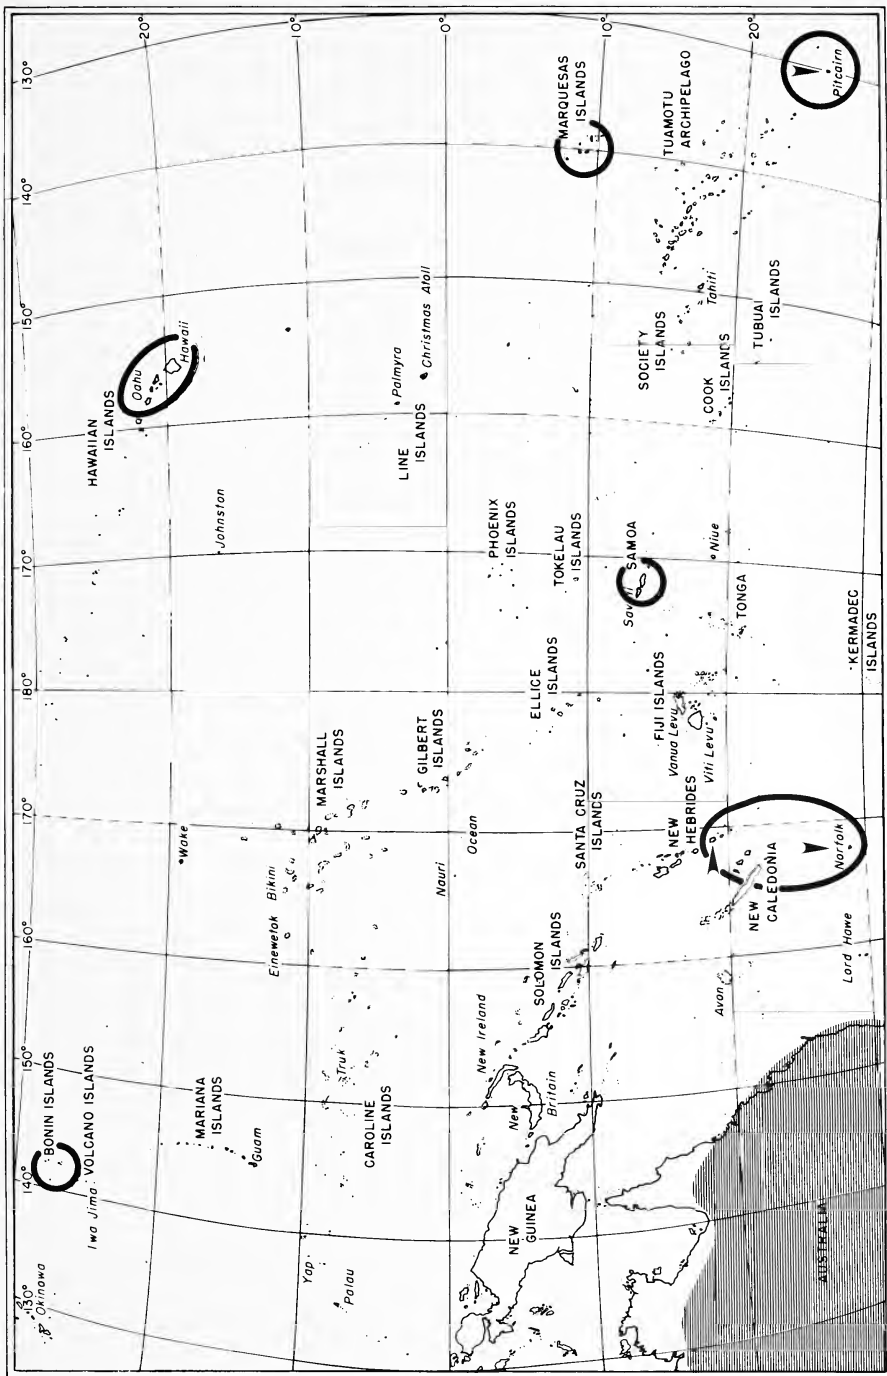 130°
140°
150°
160°
170°
180°
170°
160°
150°
140°
130°
20°
10°
0°
10°
20°
Okinawa
BONIN ISLANDS
VOLCANO ISLANDS
Iwa Jima
MARIANA
ISLANDS
Guam
Yap
Palau
Truk
CAROLINE
ISLANDS
Wake
Einewetak
Bikini
MARSHALL
ISLANDS
GILBERT
ISLANDS
Nauri
Ocean
HAWAIIAN
ISLANDS
Oahu
Hawaii
Johnston
Palmyra
Christmas Atoll
LINE
ISLANDS
PHOENIX
ISLANDS
TOKELAU
ISLANDS
ELLICE
ISLANDS
MARQUESAS
ISLANDS
TUAMOTU
ARCHIPELAGO
Pitcairn
SOCIETY
ISLANDS
Tahiti
TUBUAI
ISLANDS
COOK
ISLANDS
SAMOA
Savaii
Niue
TONGA
KERMADEC
ISLANDS
FIJI ISLANDS
Vanua Levu
Viti Levu
SANTA CRUZ
ISLANDS
NEW
HEBRIDES
NEW
CALEDONIA
Norfolk
Lord Howe
Avon
SOLOMON
ISLANDS
New Ireland
New
Britain
NEW
GUINEA
AUSTRALIA